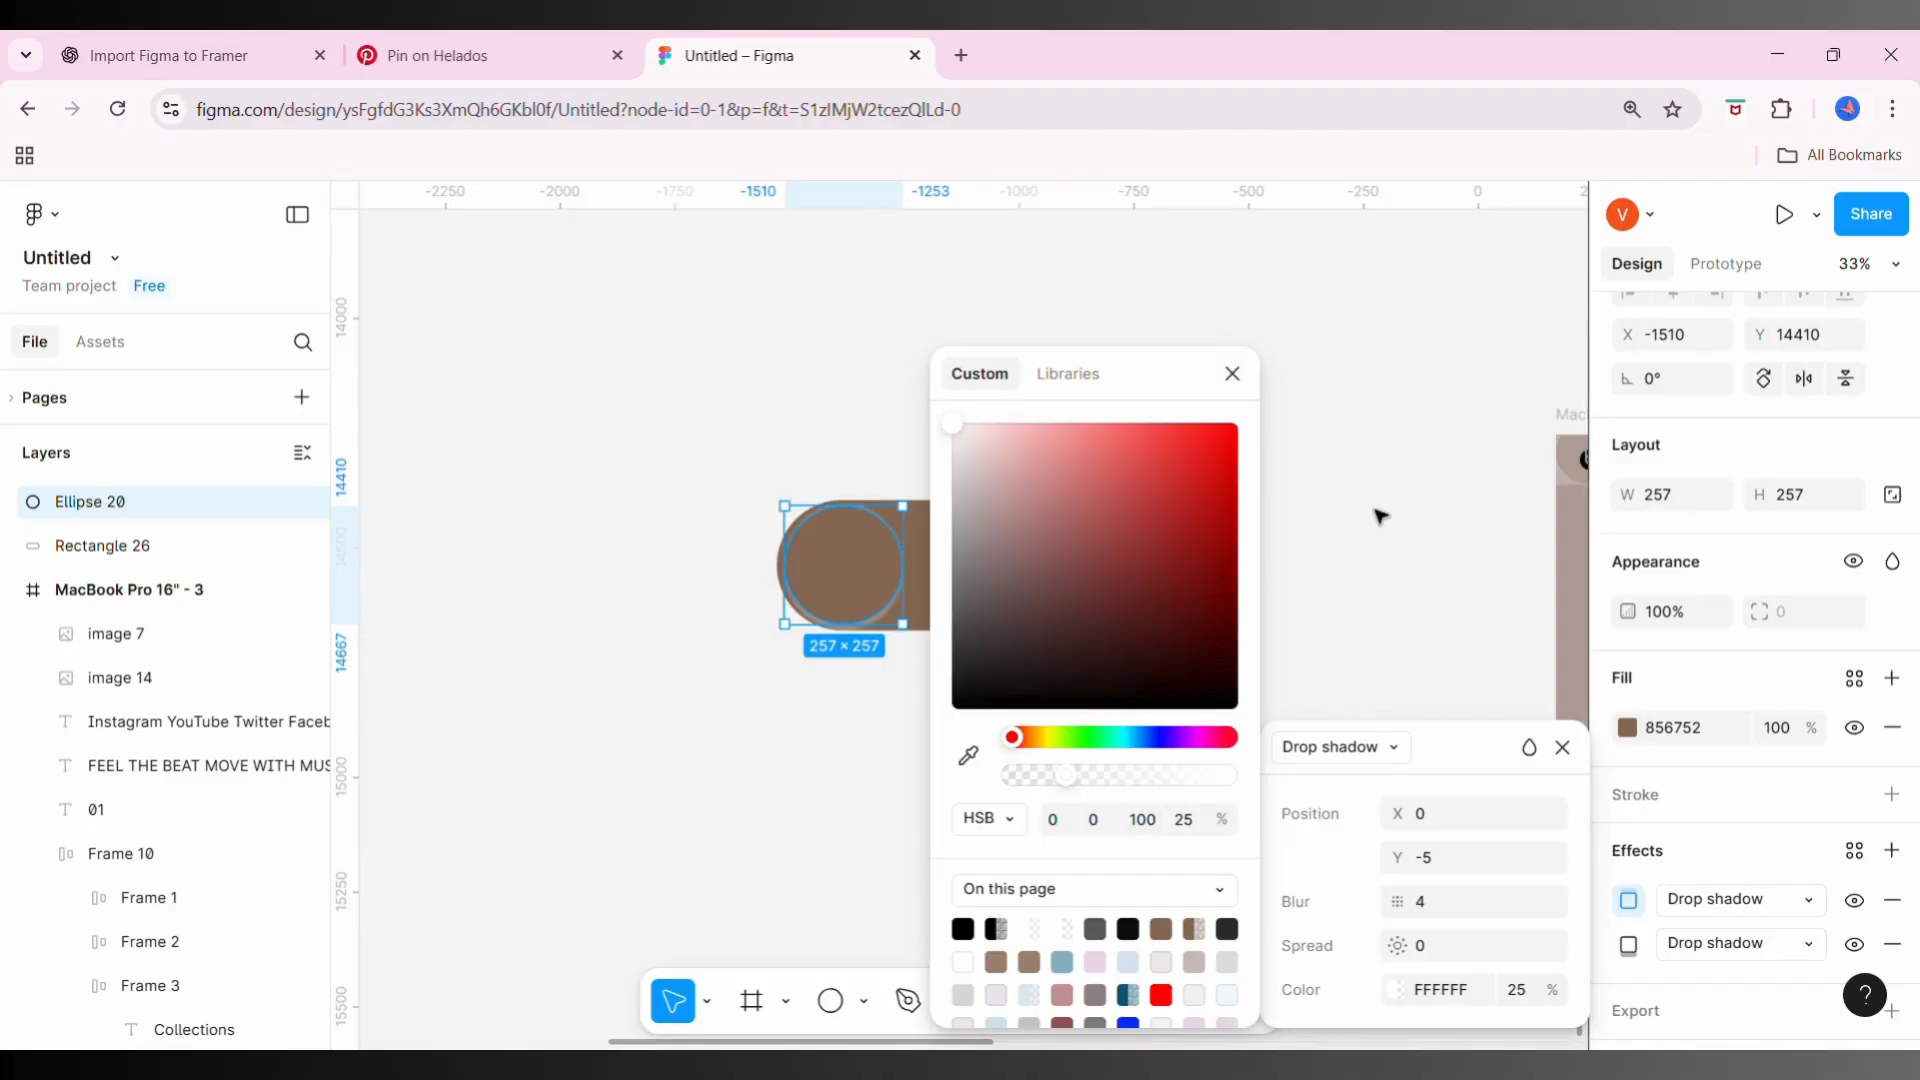 Import Figma to Framer
Pin on Helados
Untitled – Figma
figma.com/design/ysFgfdG3Ks3XmQh6GKbl0f/Untitled?node-id=0-1&p=f&t=S1zIMjW2tcezQlLd-0
All Bookmarks
Untitled
Team project Free
File Assets
Pages
Layers
Ellipse 20
Rectangle 26
MacBook Pro 16" - 3
image 7
image 14
Instagram YouTube Twitter Faceb
FEEL THE BEAT MOVE WITH MUS
01
Frame 10
Frame 1
Frame 2
Frame 3
Collections
-2250 -2000 -1750 -1510 -1253 -1000 -750 -500 -250 0 2
14000
14410
14500
14667
15000
15250
15500
257 × 257
Mac
Custom Libraries
HSB 0 0 100 25 %
On this page
Drop shadow
Position X 0
Y -5
Blur 4
Spread 0
Color FFFFFF 25 %
V
Share
Design Prototype 33%
X -1510 Y 14410
0°
Layout
W 257 H 257
Appearance
100% 0
Fill
856752 100 %
Stroke
Effects
Drop shadow
Drop shadow
Export
?